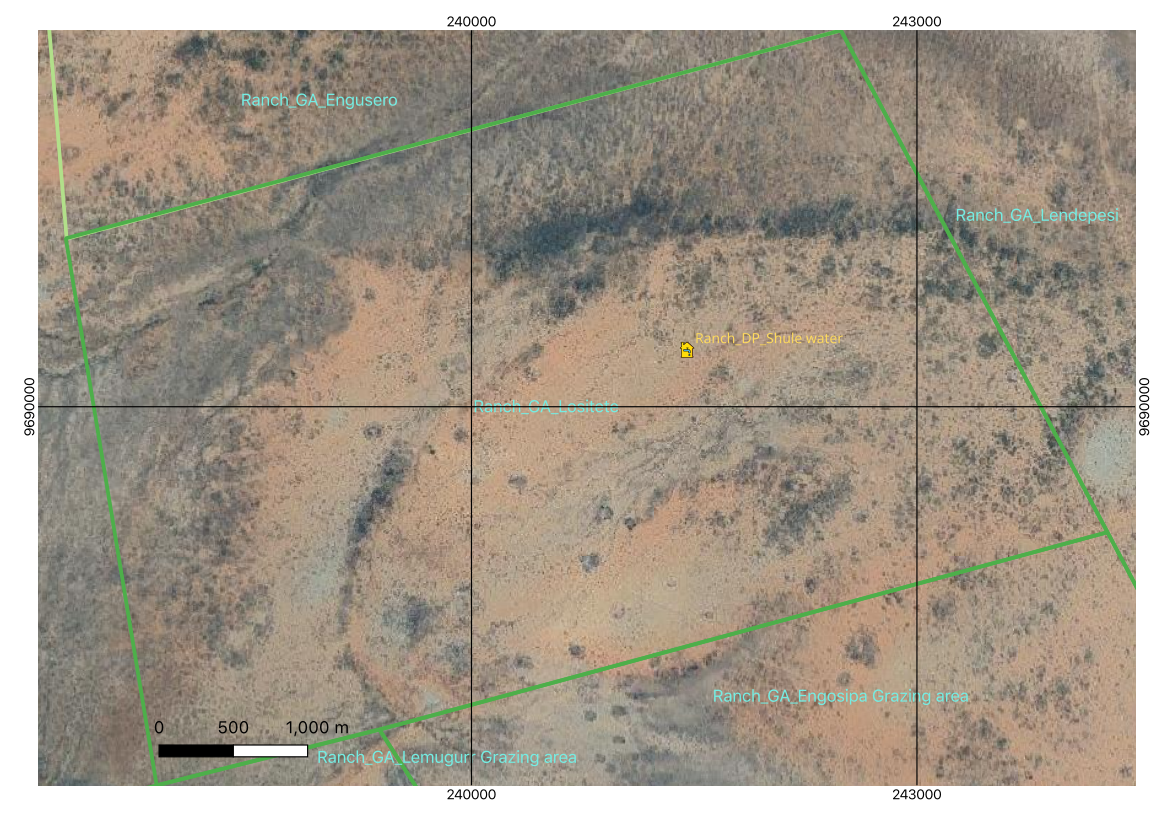 240000
243000
Ranch_GA_Engusero
Ranch_GA_Lendepesi
Ranch_DP_Shule water
9690000
Ranch_GA_Lositete
9690000
Ranch_GA_Engosipa Grazing area
0 500 1,000 m
Ranch_GA_Lemugurr Grazing area
240000
243000